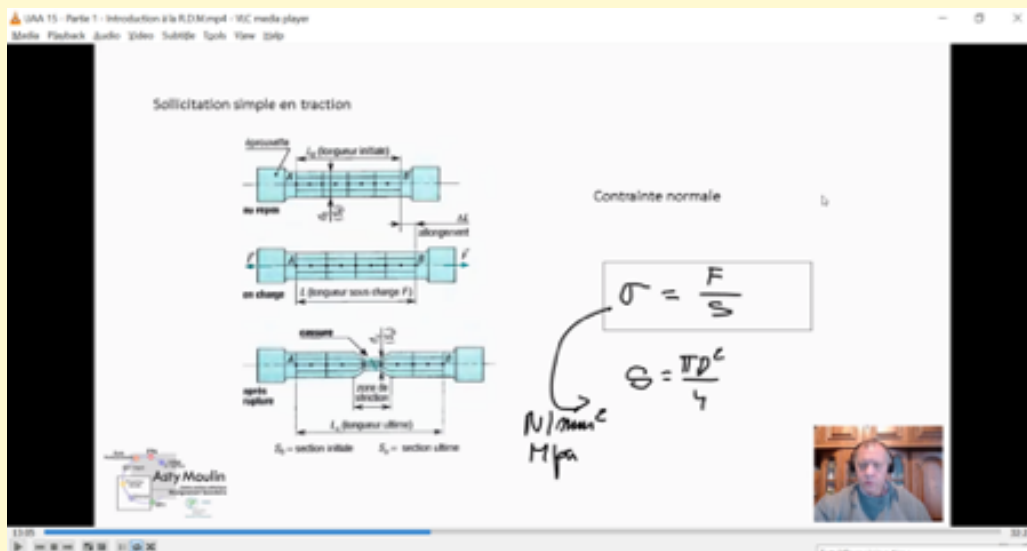 UAA 15 - Partie 1 - Introduction à la R.D.M.mp4 - VLC media player
Media Playback Audio Video Subtitle Tools View Help
Sollicitation simple en traction
éprouvette
L₀ (longueur initiale)
A B
au repos
ΔL
allongement
F A B F
en charge
L (longueur sous charge F)
cassure
A B
après
rupture
zone de
striction
Lᵤ (longueur ultime)
S₀ = section initiale Sᵤ = section ultime
Contrainte normale
σ = F/S
S = πD²/4
N/mm²
Mpa
Asty Moulin
13:05